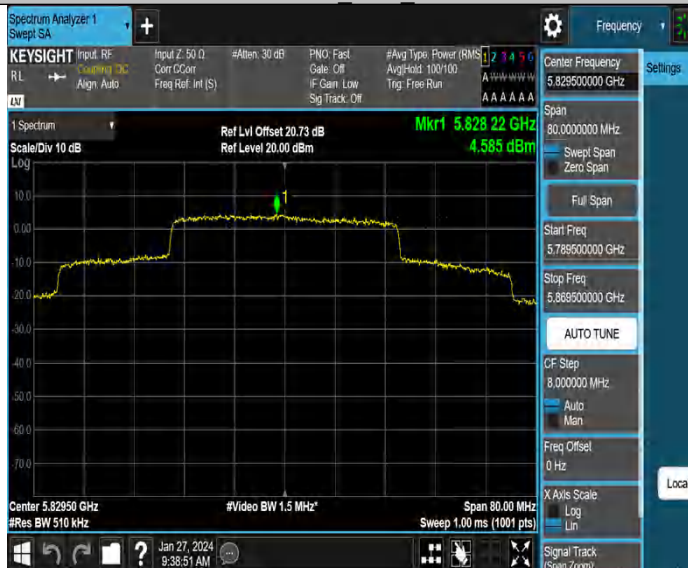 Spectrum Analyzer 1
Swept SA
Frequency
KEYSIGHT
RL
Input: RF
Coupling: DC
Align: Auto
Input Z: 50 Ω
Corr CCorr
Freq Ref: Int (S)
#Atten: 30 dB
PNO: Fast
Gate: Off
IF Gain: Low
Sig Track: Off
#Avg Type: Power (RMS
Avg|Hold: 100/100
Trig: Free Run
1 2 3 4 5 6
A W W W W W
A A A A A A
LXI
1 Spectrum
Scale/Div 10 dB
Ref Lvl Offset 20.73 dB
Ref Level 20.00 dBm
Mkr1 5.828 22 GHz
4.585 dBm
Log
1
10.0
0.00
-10.0
-20.0
-30.0
-40.0
-50.0
-60.0
-70.0
Center 5.82950 GHz
#Res BW 510 kHz
#Video BW 1.5 MHz*
Span 80.00 MHz
Sweep 1.00 ms (1001 pts)
?
Jan 27, 2024
9:38:51 AM
Center Frequency
5.829500000 GHz
Settings
Span
80.0000000 MHz
Swept Span
Zero Span
Full Span
Start Freq
5.789500000 GHz
Stop Freq
5.869500000 GHz
AUTO TUNE
CF Step
8.000000 MHz
Auto
Man
Freq Offset
0 Hz
X Axis Scale
Log
Lin
Loca
Signal Track
(Span Zoom)